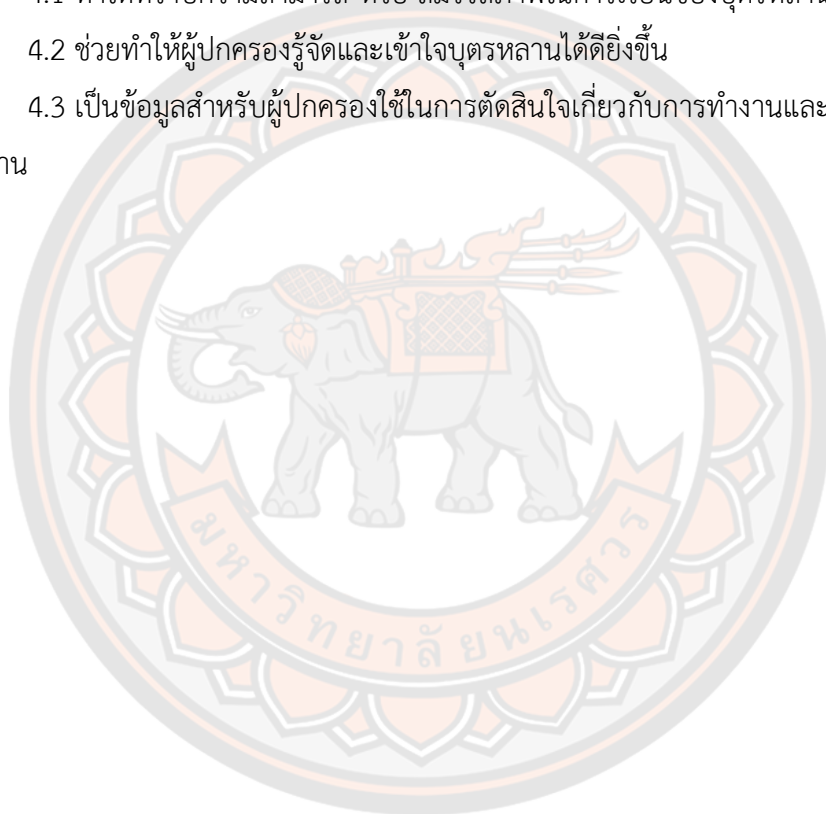 4.2 ช่วยทำให้ผู้ปกครองรู้จัดและเข้าใจบุตรหลานได้ดียิ่งขึ้น
4.3 เป็นข้อมูลสำหรับผู้ปกครองใช้ในการตัดสินใจเกี่ยวกับการทำงานและ
าน
มหาวิทยาลัยนเรศวร